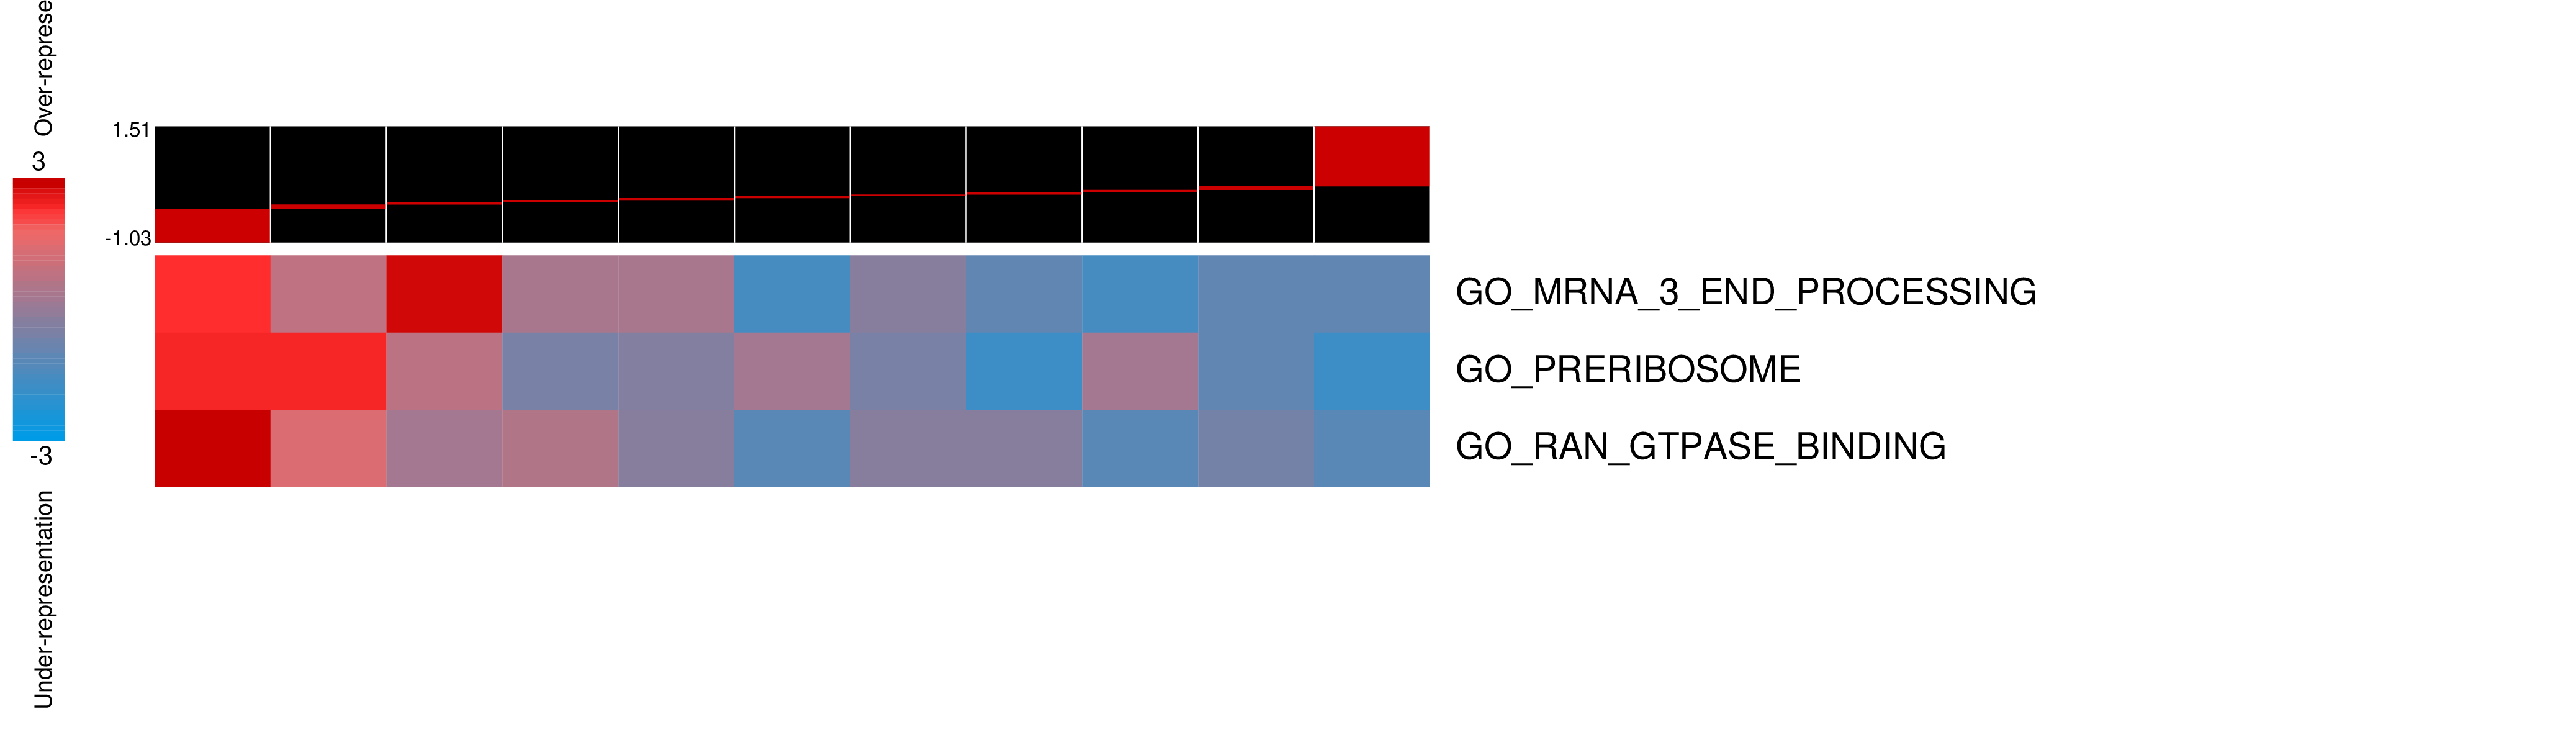 Over-represe
1.51
-1.03
3
-3
Under-representation
GO_MRNA_3_END_PROCESSING
GO_PRERIBOSOME
GO_RAN_GTPASE_BINDING